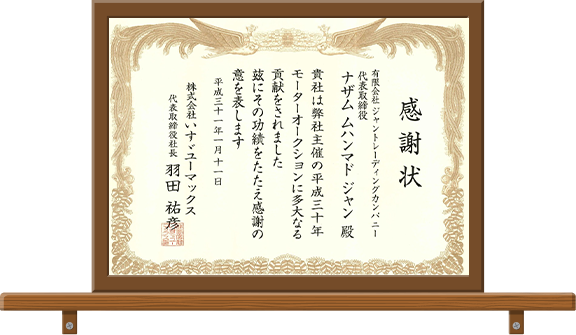 感謝状
有限会社 ジャントレーディングカンパニー
代表取締役
ナザム ムハンマド ジャン 殿
貴社は弊社主催の平成三十年
モーターオークションに多大なる
貢献をされました
茲にその功績をたたえ感謝の
意を表します
平成三十一年一月十一日
株式会社 いすゞユーマックス
代表取締役社長 羽田 祐彦